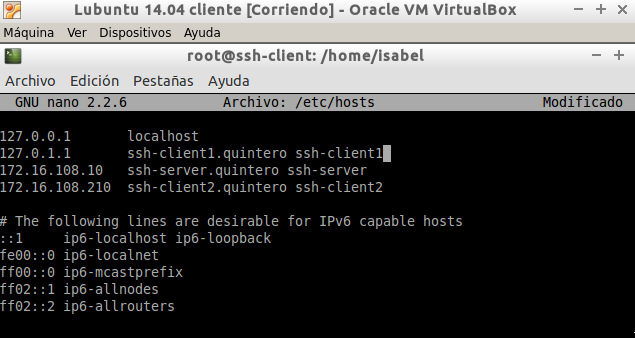 Lubuntu 14.04 cliente [Corriendo] - Oracle VM VirtualBox
Máquina Ver Dispositivos Ayuda
root@ssh-client: /home/isabel
Archivo Edición Pestañas Ayuda
GNU nano 2.2.6 Archivo: /etc/hosts Modificado
127.0.0.1 localhost
127.0.1.1 ssh-client1.quintero ssh-client1
172.16.108.10 ssh-server.quintero ssh-server
172.16.108.210 ssh-client2.quintero ssh-client2
# The following lines are desirable for IPv6 capable hosts
::1 ip6-localhost ip6-loopback
fe00::0 ip6-localnet
ff00::0 ip6-mcastprefix
ff02::1 ip6-allnodes
ff02::2 ip6-allrouters